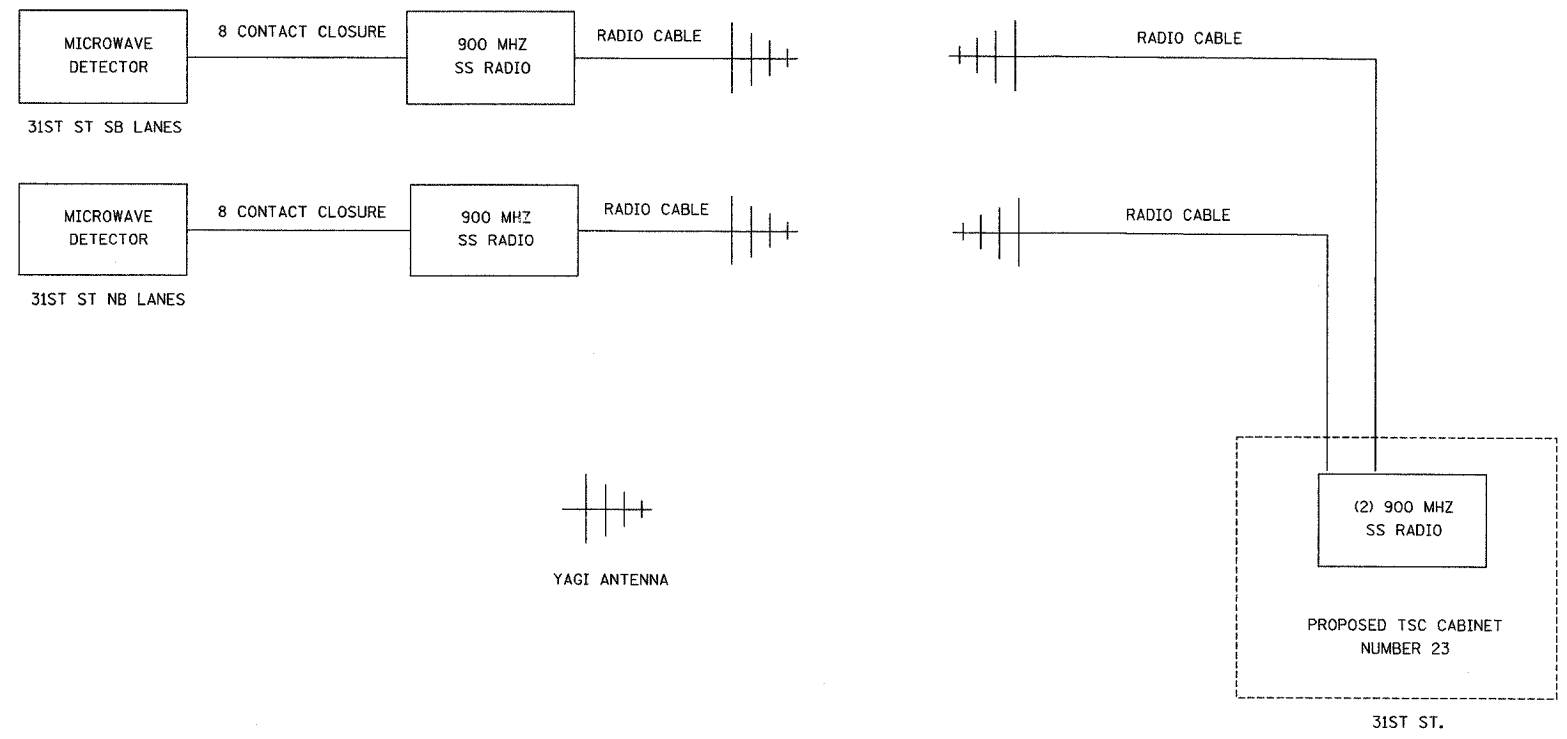 8 CONTACT CLOSURE
MICROWAVE
DETECTOR
900 MHZ
SS RADIO
RADIO CABLE
RADIO CABLE
31ST ST SB LANES
8 CONTACT CLOSURE
MICROWAVE
DETECTOR
900 MHZ
SS RADIO
RADIO CABLE
RADIO CABLE
31ST ST NB LANES
YAGI ANTENNA
(2) 900 MHZ
SS RADIO
PROPOSED TSC CABINET
NUMBER 23
31ST ST.